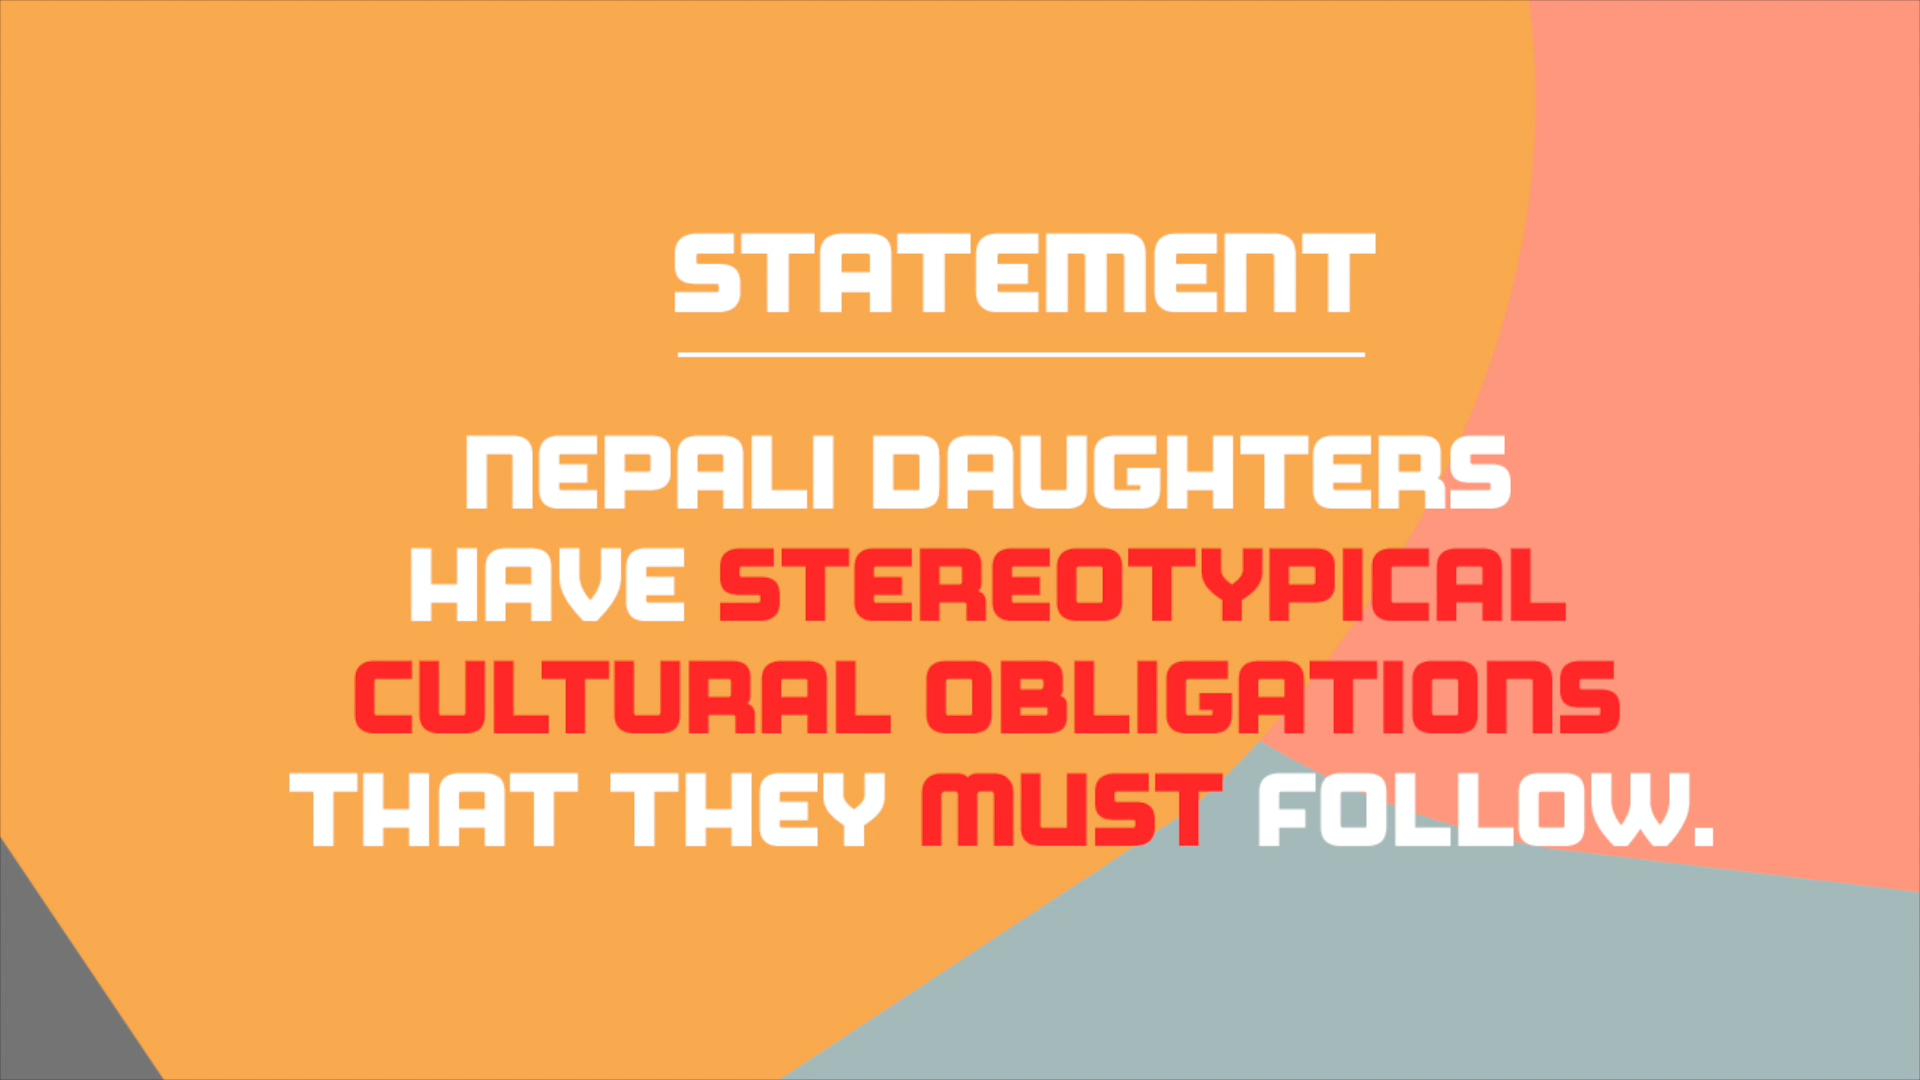 STATEMENT
NEPALI DAUGHTERS
HAVE STEREOTYPICAL
CULTURAL OBLIGATIONS
THAT THEY MUST FOLLOW.